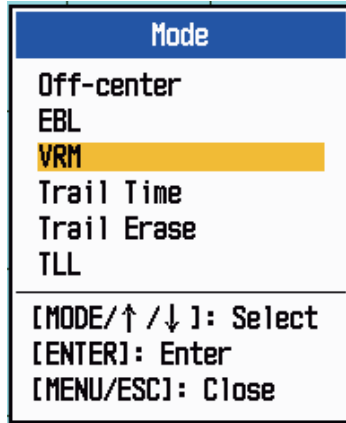 Mode
Off-center
EBL
VRM
Trail Time
Trail Erase
TLL
[MODE/↑/↓]: Select
[ENTER]: Enter
[MENU/ESC]: Close